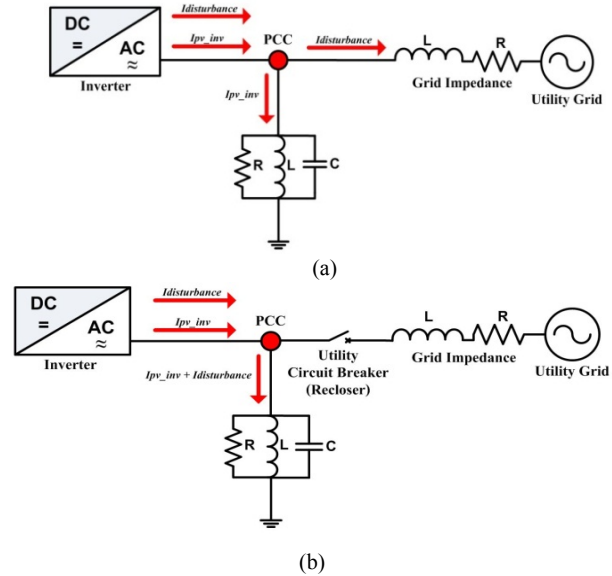 Idisturbance
DC
=
AC
≈
Ipv_inv
PCC
Idisturbance
L
R
Inverter
Grid Impedance
Utility Grid
Ipv_inv
R
L
C
(a)
Idisturbance
DC
=
AC
≈
Ipv_inv
PCC
L
R
Inverter
Utility
Circuit Breaker
(Recloser)
Grid Impedance
Utility Grid
Ipv_inv + Idisturbance
R
L
C
(b)